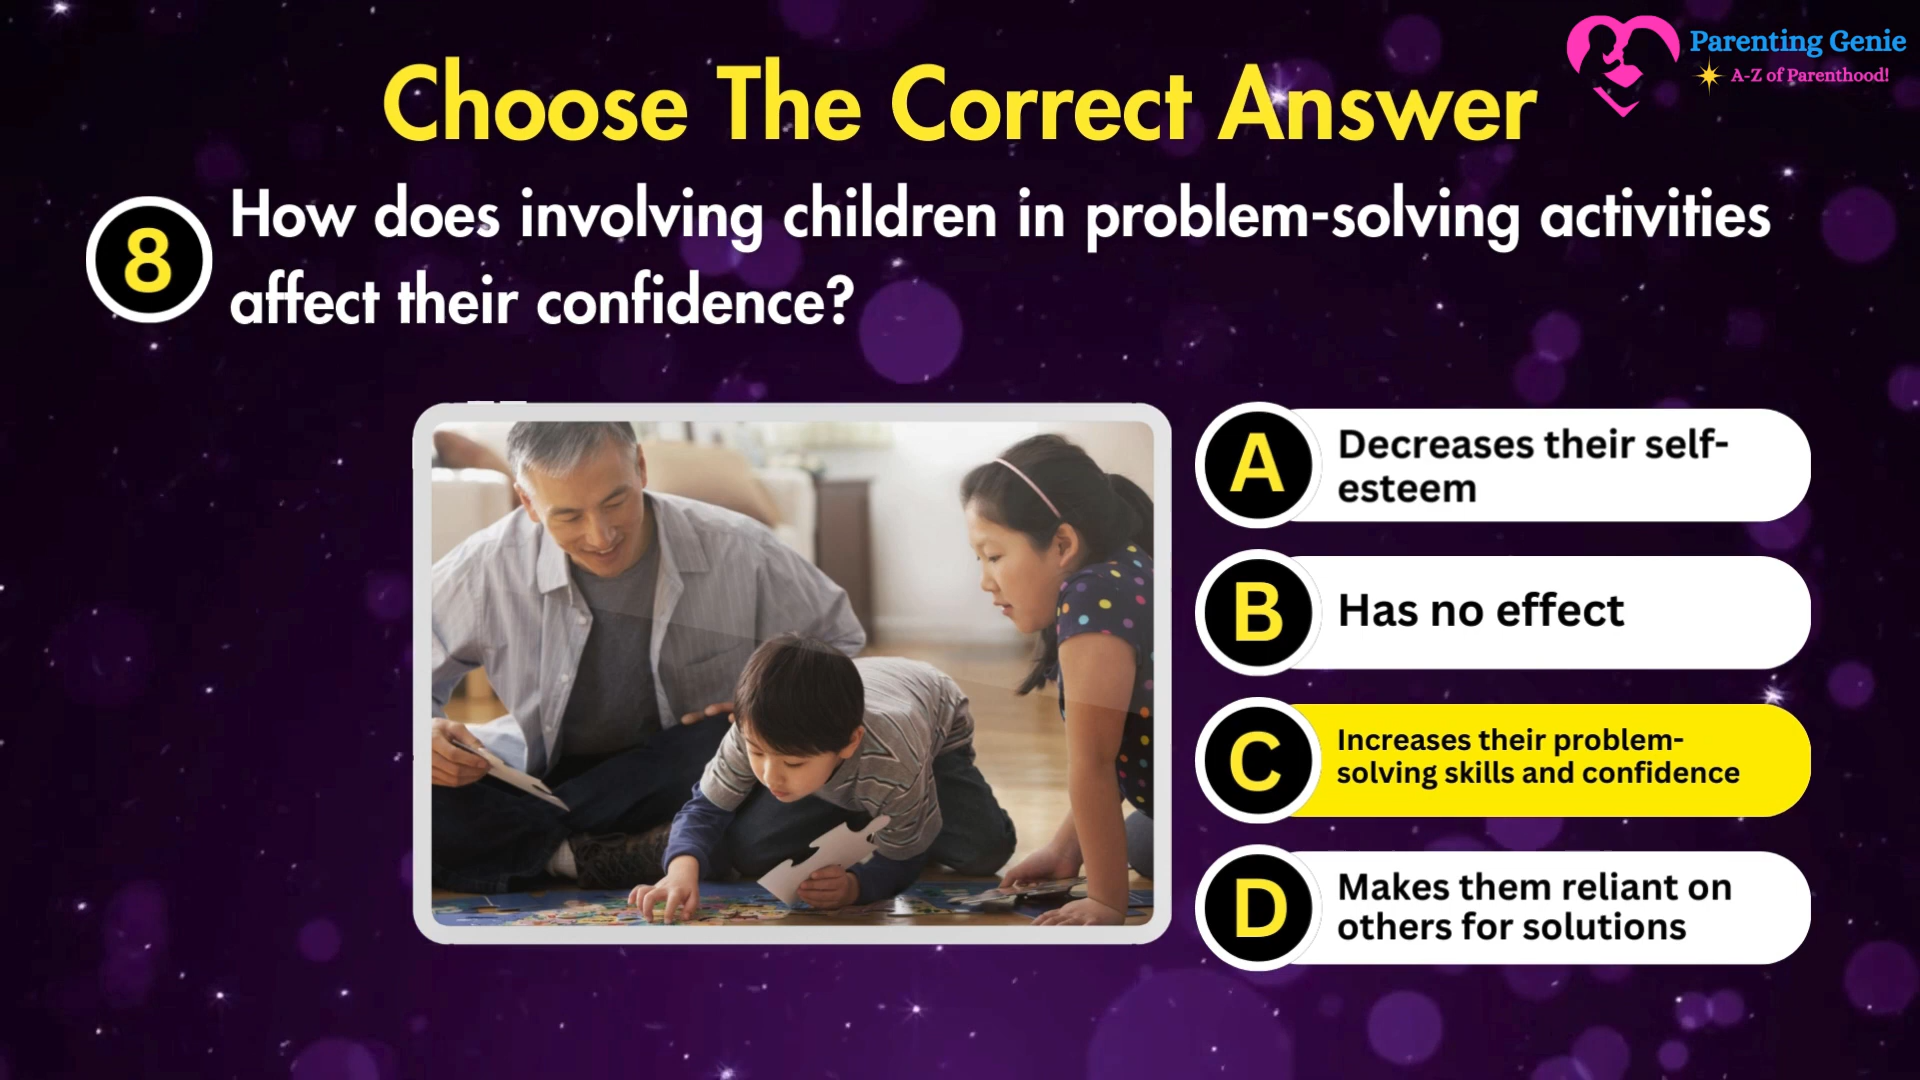 Parenting Genie
A-Z of Parenthood!
Choose The Correct Answer
8
How does involving children in problem-solving activities
affect their confidence?
A
Decreases their self-
esteem
B
Has no effect
C
Increases their problem-
solving skills and confidence
D
Makes them reliant on
others for solutions